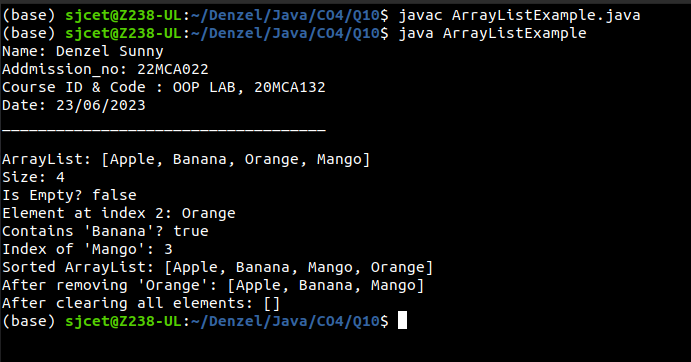 (base) sjcet@Z238-UL:~/Denzel/Java/CO4/Q10$ javac ArrayListExample.java
(base) sjcet@Z238-UL:~/Denzel/Java/CO4/Q10$ java ArrayListExample
Name: Denzel Sunny
Addmission_no: 22MCA022
Course ID & Code : OOP LAB, 20MCA132
Date: 23/06/2023
____________________________________
ArrayList: [Apple, Banana, Orange, Mango]
Size: 4
Is Empty? false
Element at index 2: Orange
Contains 'Banana'? true
Index of 'Mango': 3
Sorted ArrayList: [Apple, Banana, Mango, Orange]
After removing 'Orange': [Apple, Banana, Mango]
After clearing all elements: []
(base) sjcet@Z238-UL:~/Denzel/Java/CO4/Q10$